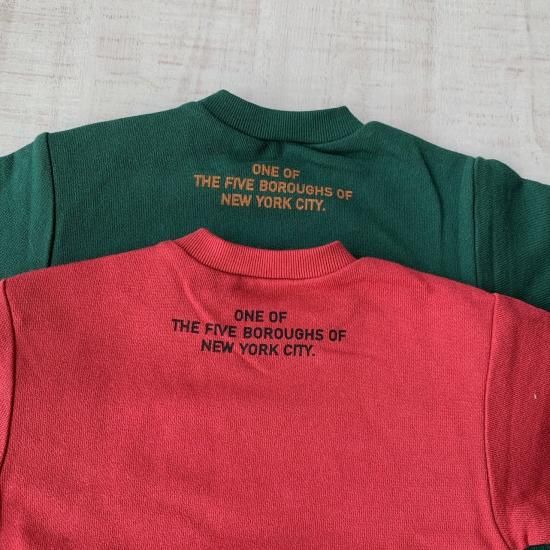 ONE OF
THE FIVE BOROUGHS OF
NEW YORK CITY.
ONE OF
THE FIVE BOROUGHS OF
NEW YORK CITY.